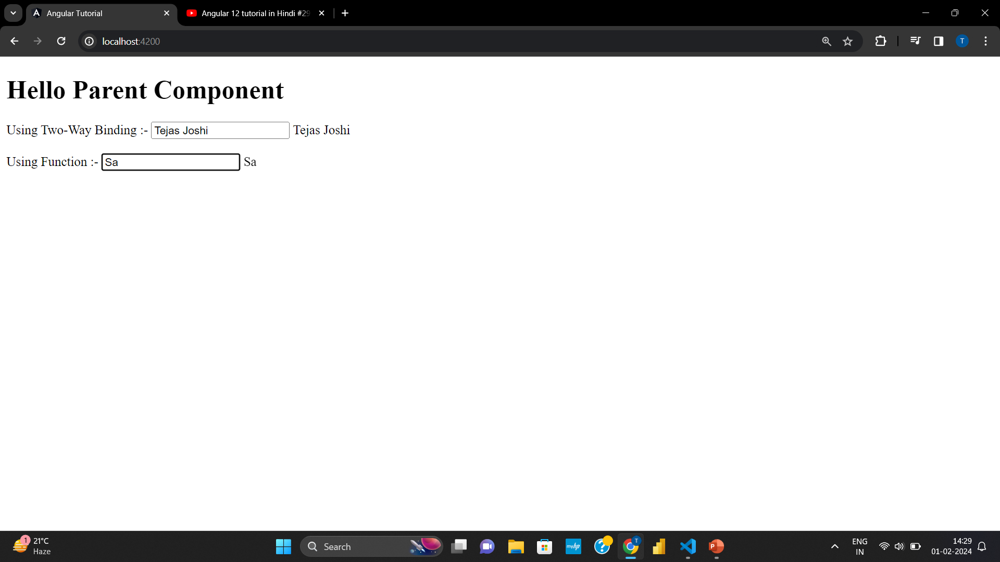 Angular Tutorial
Angular 12 tutorial in Hindi #29
localhost:4200
T
Hello Parent Component
Using Two-Way Binding :- Tejas Joshi Tejas Joshi
Using Function :- Sa Sa
1
21°C
Haze
Search
myhp
T
P
ENG
IN
14:29
01-02-2024